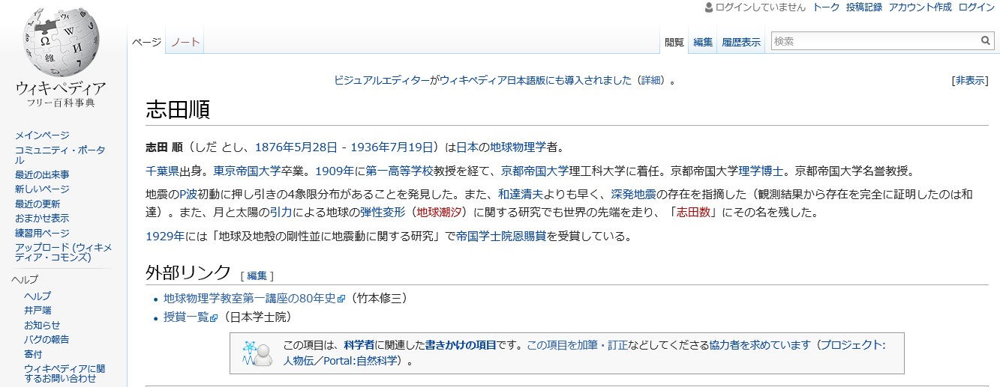 ログインしていません トーク 投稿記録 アカウント作成 ログイン
ページ ノート 閲覧 編集 履歴表示 検索
Ω W И 維 7
ウィキペディア
フリー百科事典
メインページ
コミュニティ・ポータ
ル
最近の出来事
新しいページ
最近の更新
おまかせ表示
練習用ページ
アップロード (ウィキメ
ディア・コモンズ)
ヘルプ
ヘルプ
井戸端
お知らせ
バグの報告
寄付
ウィキペディアに関
するお問い合わせ
ビジュアルエディターがウィキペディア日本語版にも導入されました（詳細）。 [非表示]
志田順
志田 順（しだ とし、1876年5月28日 - 1936年7月19日）は日本の地球物理学者。
千葉県出身。東京帝国大学卒業。1909年に第一高等学校教授を経て、京都帝国大学理工科大学に着任。京都帝国大学理学博士。京都帝国大学名誉教授。
地震のP波初動に押し引きの4象限分布があることを発見した。また、和達清夫よりも早く、深発地震の存在を指摘した（観測結果から存在を完全に証明したのは和
達）。また、月と太陽の引力による地球の弾性変形（地球潮汐）に関する研究でも世界の先端を走り、「志田数」にその名を残した。
1929年には「地球及地殻の剛性並に地震動に関する研究」で帝国学士院恩賜賞を受賞している。
外部リンク [ 編集 ]
地球物理学教室第一講座の80年史（竹本修三）
授賞一覧（日本学士院）
この項目は、科学者に関連した書きかけの項目です。この項目を加筆・訂正などしてくださる協力者を求めています（プロジェクト:
人物伝／Portal:自然科学）。